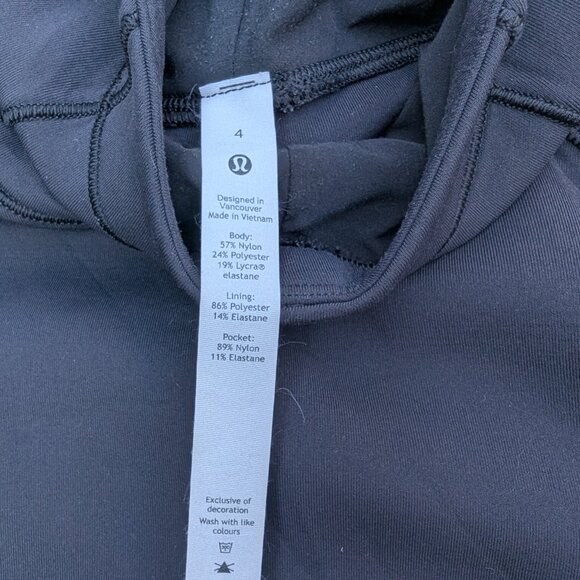 4
Designed in
Vancouver
Made in Vietnam
Body:
57% Nylon
24% Polyester
19% Lycra®
elastane
Lining:
86% Polyester
14% Elastane
Pocket:
89% Nylon
11% Elastane
Exclusive of
decoration
Wash with like
colours